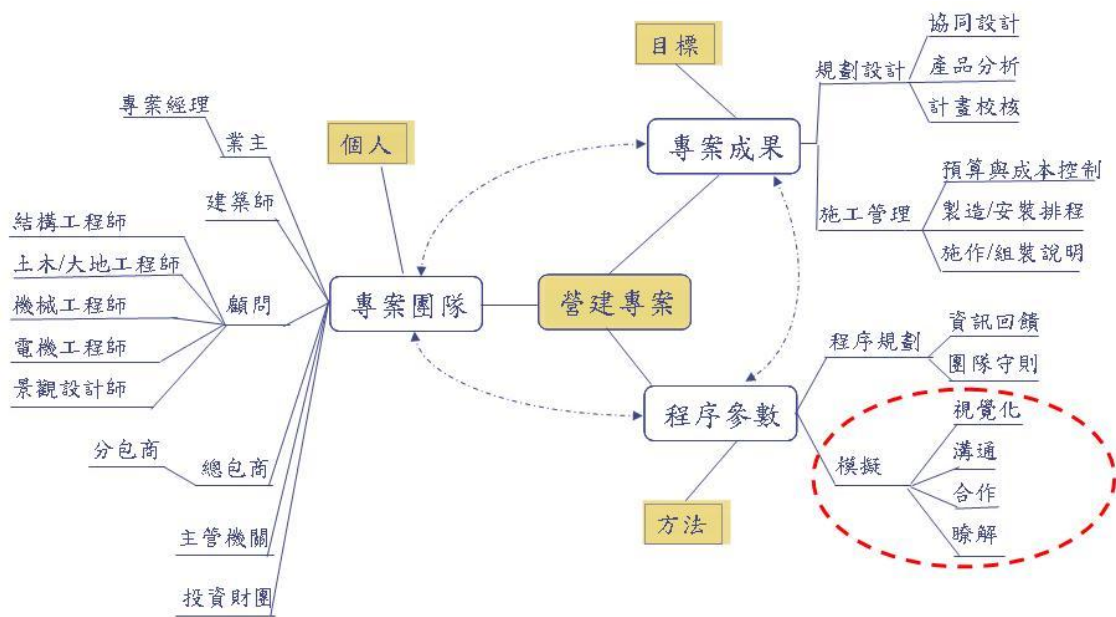 目標
專案成果
規劃設計
協同設計
產品分析
計畫校核
施工管理
預算與成本控制
製造/安裝排程
施作/組裝說明
個人
專案團隊
專案經理
業主
建築師
結構工程師
土木/大地工程師
機械工程師
電機工程師
景觀設計師
顧問
分包商
總包商
主管機關
投資財團
營建專案
程序參數
程序規劃
資訊回饋
團隊守則
模擬
視覺化
溝通
合作
瞭解
方法